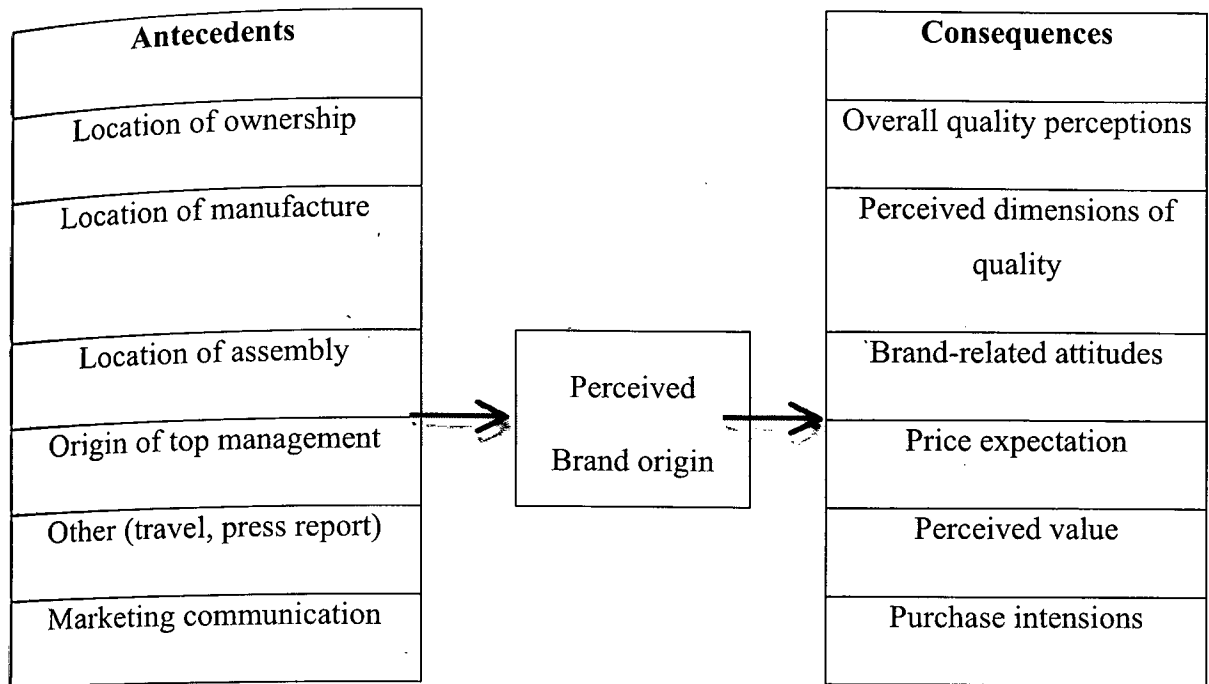 Antecedents
Location of ownership
Location of manufacture
Location of assembly
Origin of top management
Other (travel, press report)
Marketing communication
Perceived
Brand origin
Consequences
Overall quality perceptions
Perceived dimensions of
quality
Brand-related attitudes
Price expectation
Perceived value
Purchase intensions